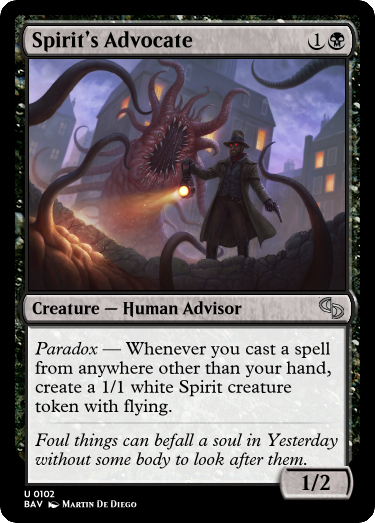 Spirit's Advocate 1
Creature — Human Advisor
Paradox — Whenever you cast a spell
from anywhere other than your hand,
create a 1/1 white Spirit creature
token with flying.
Foul things can befall a soul in Yesterday
without some body to look after them.
1/2
U 0102
BAV Martin De Diego